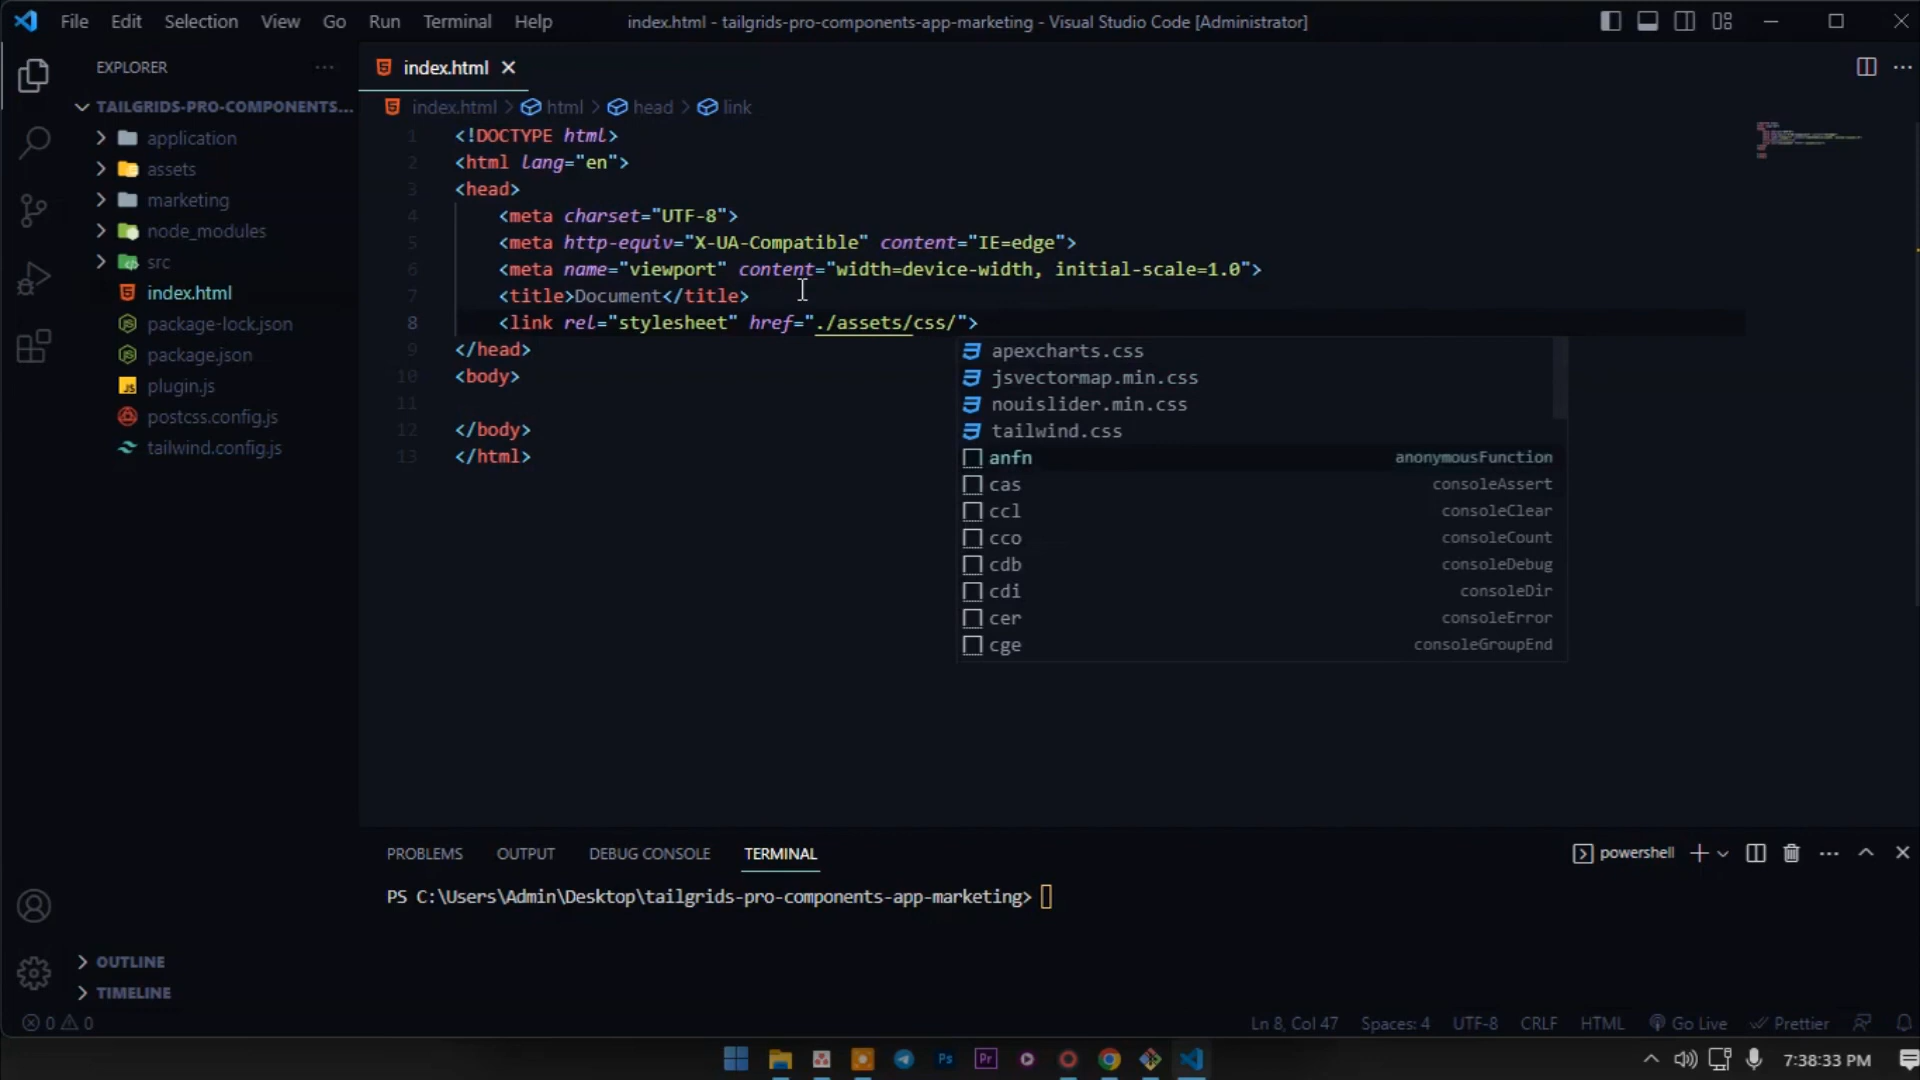 File Edit Selection View Go Run Terminal Help index.html - tailgrids-pro-components-app-marketing - Visual Studio Code [Administrator]
EXPLORER ···
TAILGRIDS-PRO-COMPONENTS...
application
assets
marketing
node_modules
src
index.html
package-lock.json
package.json
plugin.js
postcss.config.js
tailwind.config.js
OUTLINE
TIMELINE
index.html
index.html > html > head > link
1 <!DOCTYPE html>
2 <html lang="en">
3 <head>
4 <meta charset="UTF-8">
5 <meta http-equiv="X-UA-Compatible" content="IE=edge">
6 <meta name="viewport" content="width=device-width, initial-scale=1.0">
7 <title>Document</title>
8 <link rel="stylesheet" href="./assets/css/">
9 </head>
10 <body>
11
12 </body>
13 </html>
apexcharts.css
jsvectormap.min.css
nouislider.min.css
tailwind.css
anfn anonymousFunction
cas consoleAssert
ccl consoleClear
cco consoleCount
cdb consoleDebug
cdi consoleDir
cer consoleError
cge consoleGroupEnd
PROBLEMS OUTPUT DEBUG CONSOLE TERMINAL powershell
PS C:\Users\Admin\Desktop\tailgrids-pro-components-app-marketing>
0 0 Ln 8, Col 47 Spaces: 4 UTF-8 CRLF HTML Go Live Prettier
Ps Pr 7:38:33 PM